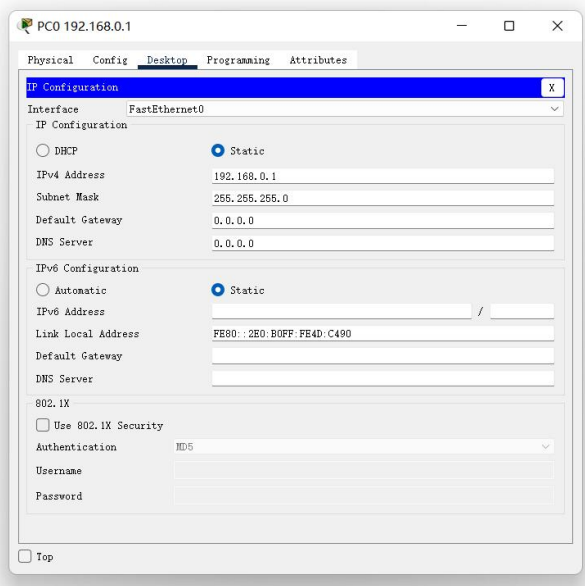 PC0 192.168.0.1
Physical Config Desktop Programming Attributes
IP Configuration X
Interface FastEthernet0
IP Configuration
DHCP Static
IPv4 Address 192.168.0.1
Subnet Mask 255.255.255.0
Default Gateway 0.0.0.0
DNS Server 0.0.0.0
IPv6 Configuration
Automatic Static
IPv6 Address /
Link Local Address FE80::2E0:B0FF:FE4D:C490
Default Gateway
DNS Server
802.1X
Use 802.1X Security
Authentication MD5
Username
Password
Top